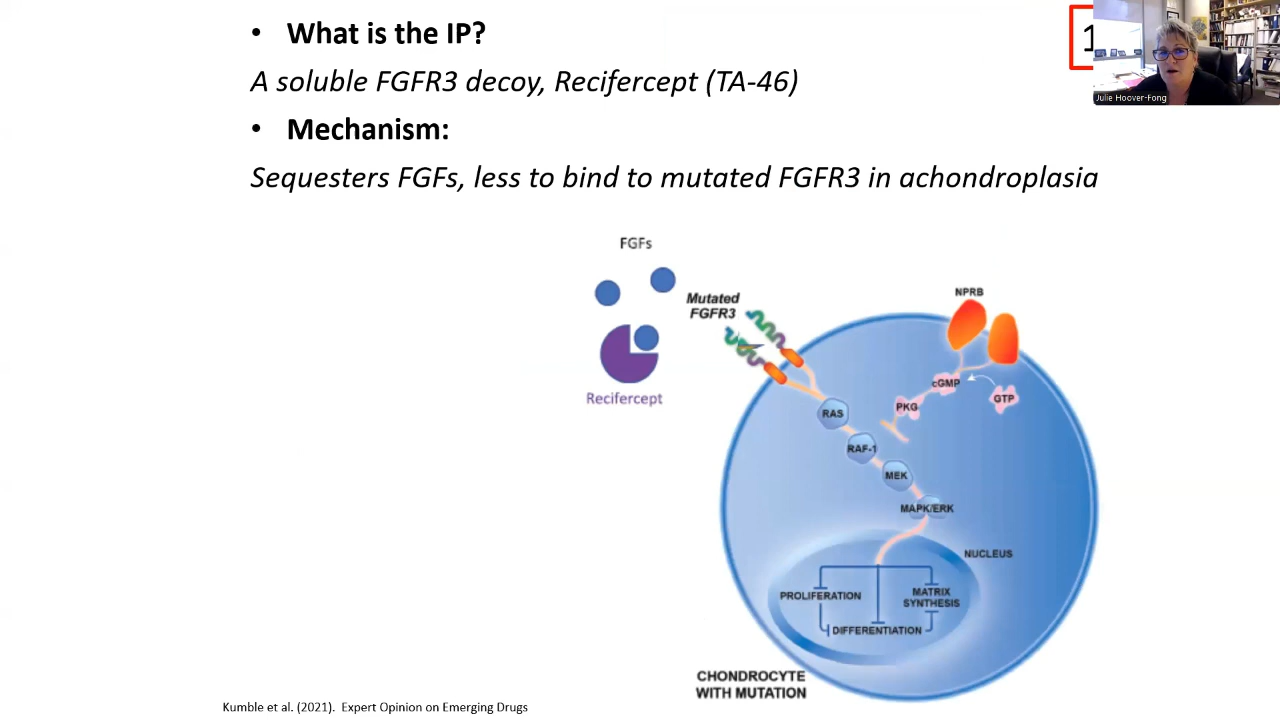 • What is the IP?
A soluble FGFR3 decoy, Recifercept (TA-46)
• Mechanism:
Sequesters FGFs, less to bind to mutated FGFR3 in achondroplasia
1
Julie Hoover-Fong
FGFs
Mutated
FGFR3
Recifercept
NPRB
cGMP
GTP
PKG
RAS
RAF-1
MEK
MAPK/ERK
NUCLEUS
PROLIFERATION
MATRIX
SYNTHESIS
DIFFERENTIATION
CHONDROCYTE
WITH MUTATION
Kumble et al. (2021). Expert Opinion on Emerging Drugs